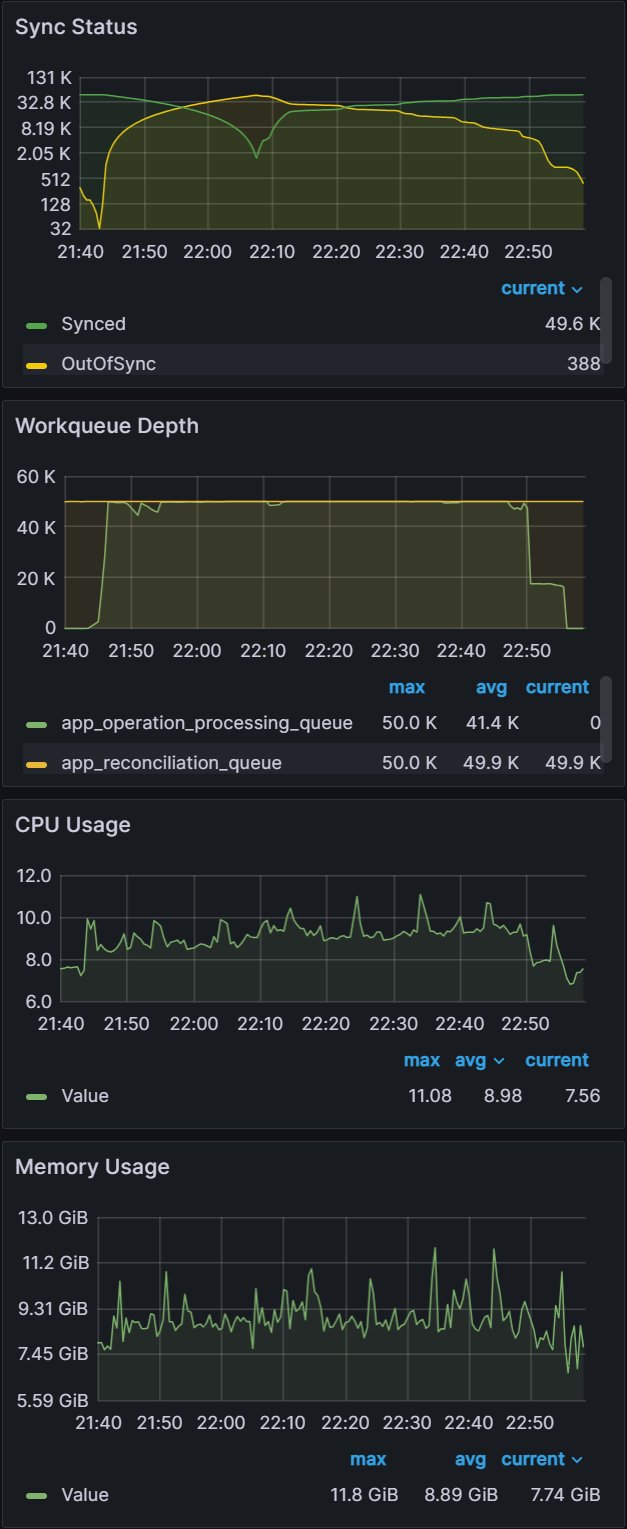 Sync Status
131 K
32.8 K
8.19 K
2.05 K
512
128
32
21:40 21:50 22:00 22:10 22:20 22:30 22:40 22:50
current
Synced 49.6 K
OutOfSync 388
Workqueue Depth
60 K
40 K
20 K
0
21:40 21:50 22:00 22:10 22:20 22:30 22:40 22:50
max avg current
app_operation_processing_queue 50.0 K 41.4 K 0
app_reconciliation_queue 50.0 K 49.9 K 49.9 K
CPU Usage
12.0
10.0
8.0
6.0
21:40 21:50 22:00 22:10 22:20 22:30 22:40 22:50
max avg current
Value 11.08 8.98 7.56
Memory Usage
13.0 GiB
11.2 GiB
9.31 GiB
7.45 GiB
5.59 GiB
21:40 21:50 22:00 22:10 22:20 22:30 22:40 22:50
max avg current
Value 11.8 GiB 8.89 GiB 7.74 GiB